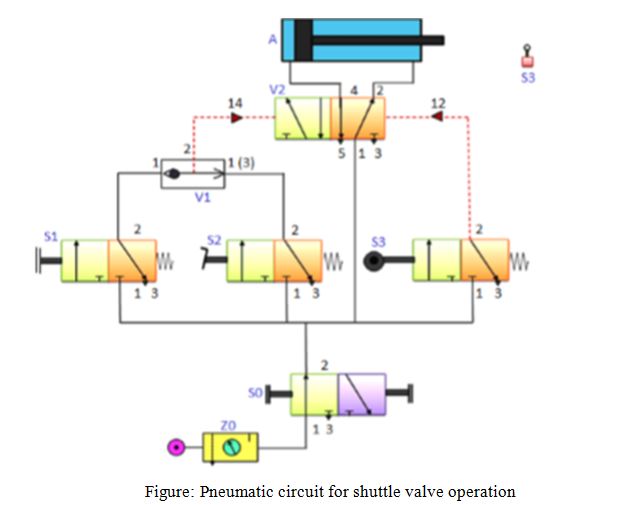 A
S3
V2
4
2
14
12
5
1
3
2
1
1 (3)
V1
S1
2
S2
2
S3
2
1 3
1 3
1 3
2
S0
1 3
Z0
Figure: Pneumatic circuit for shuttle valve operation